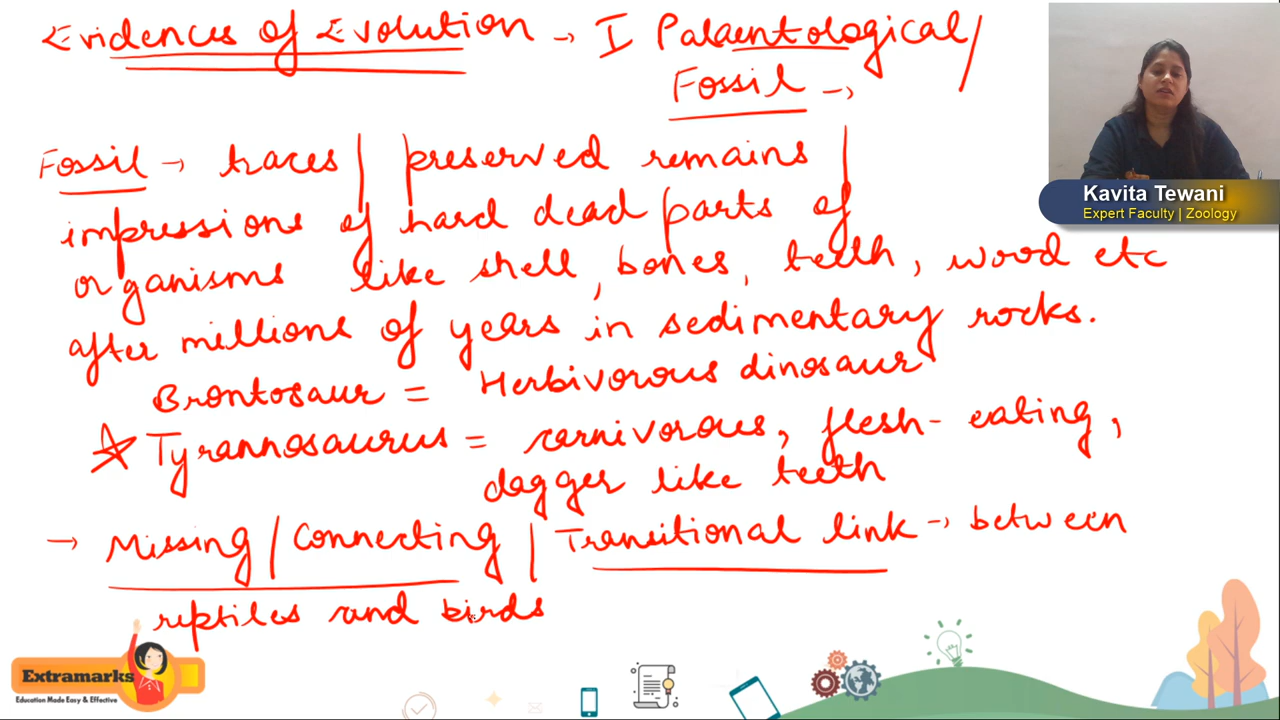 Evidences of Evolution → I Palaentological/
Fossil →
Fossil → traces | preserved remains |
impressions of hard dead parts of
organisms like shell, bones, teeth, wood etc
after millions of years in sedimentary rocks.
Brontosaur = Herbivorous dinosaur
☆ Tyrannosaurus = carnivorous, flesh-eating,
dagger like teeth
→ Missing | Connecting | Transitional link → between
reptiles and birds
Kavita Tewani
Expert Faculty | Zoology
Extramarks
Education Made Easy & Effective